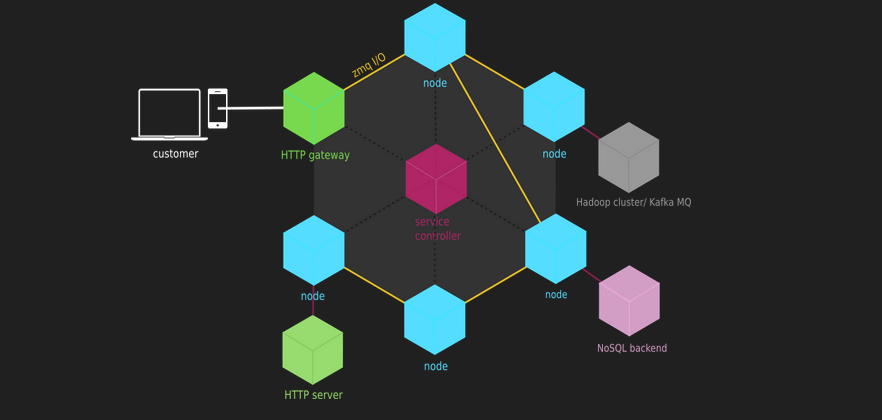 zmq I/O
node
customer
HTTP gateway
node
Hadoop cluster/ Kafka MQ
service
controller
node
node
NoSQL backend
node
HTTP server